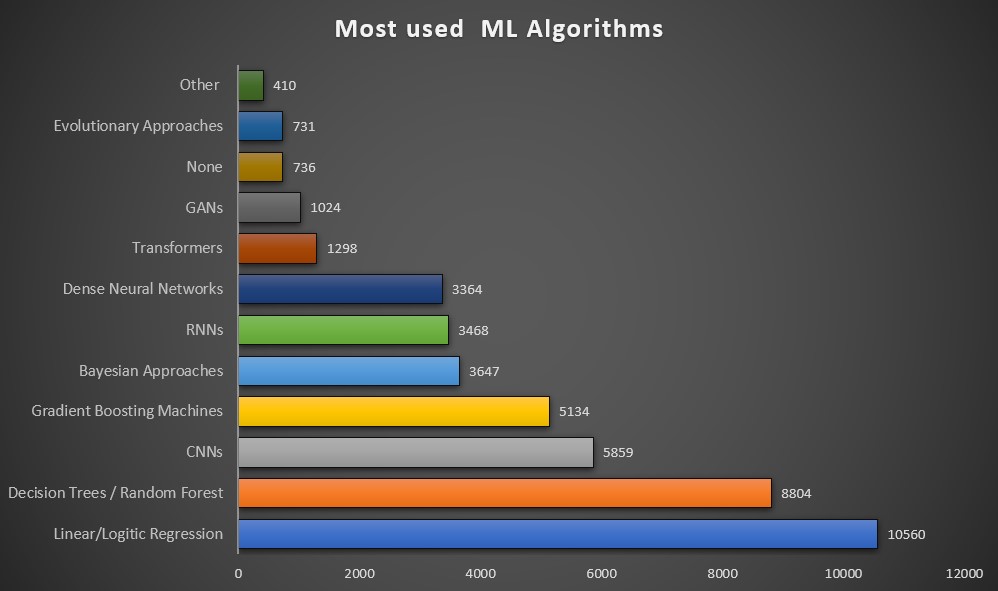 Most used  ML Algorithms
Other 410
Evolutionary Approaches 731
None 736
GANs 1024
Transformers 1298
Dense Neural Networks 3364
RNNs 3468
Bayesian Approaches 3647
Gradient Boosting Machines 5134
CNNs 5859
Decision Trees / Random Forest 8804
Linear/Logitic Regression 10560
0 2000 4000 6000 8000 10000 12000